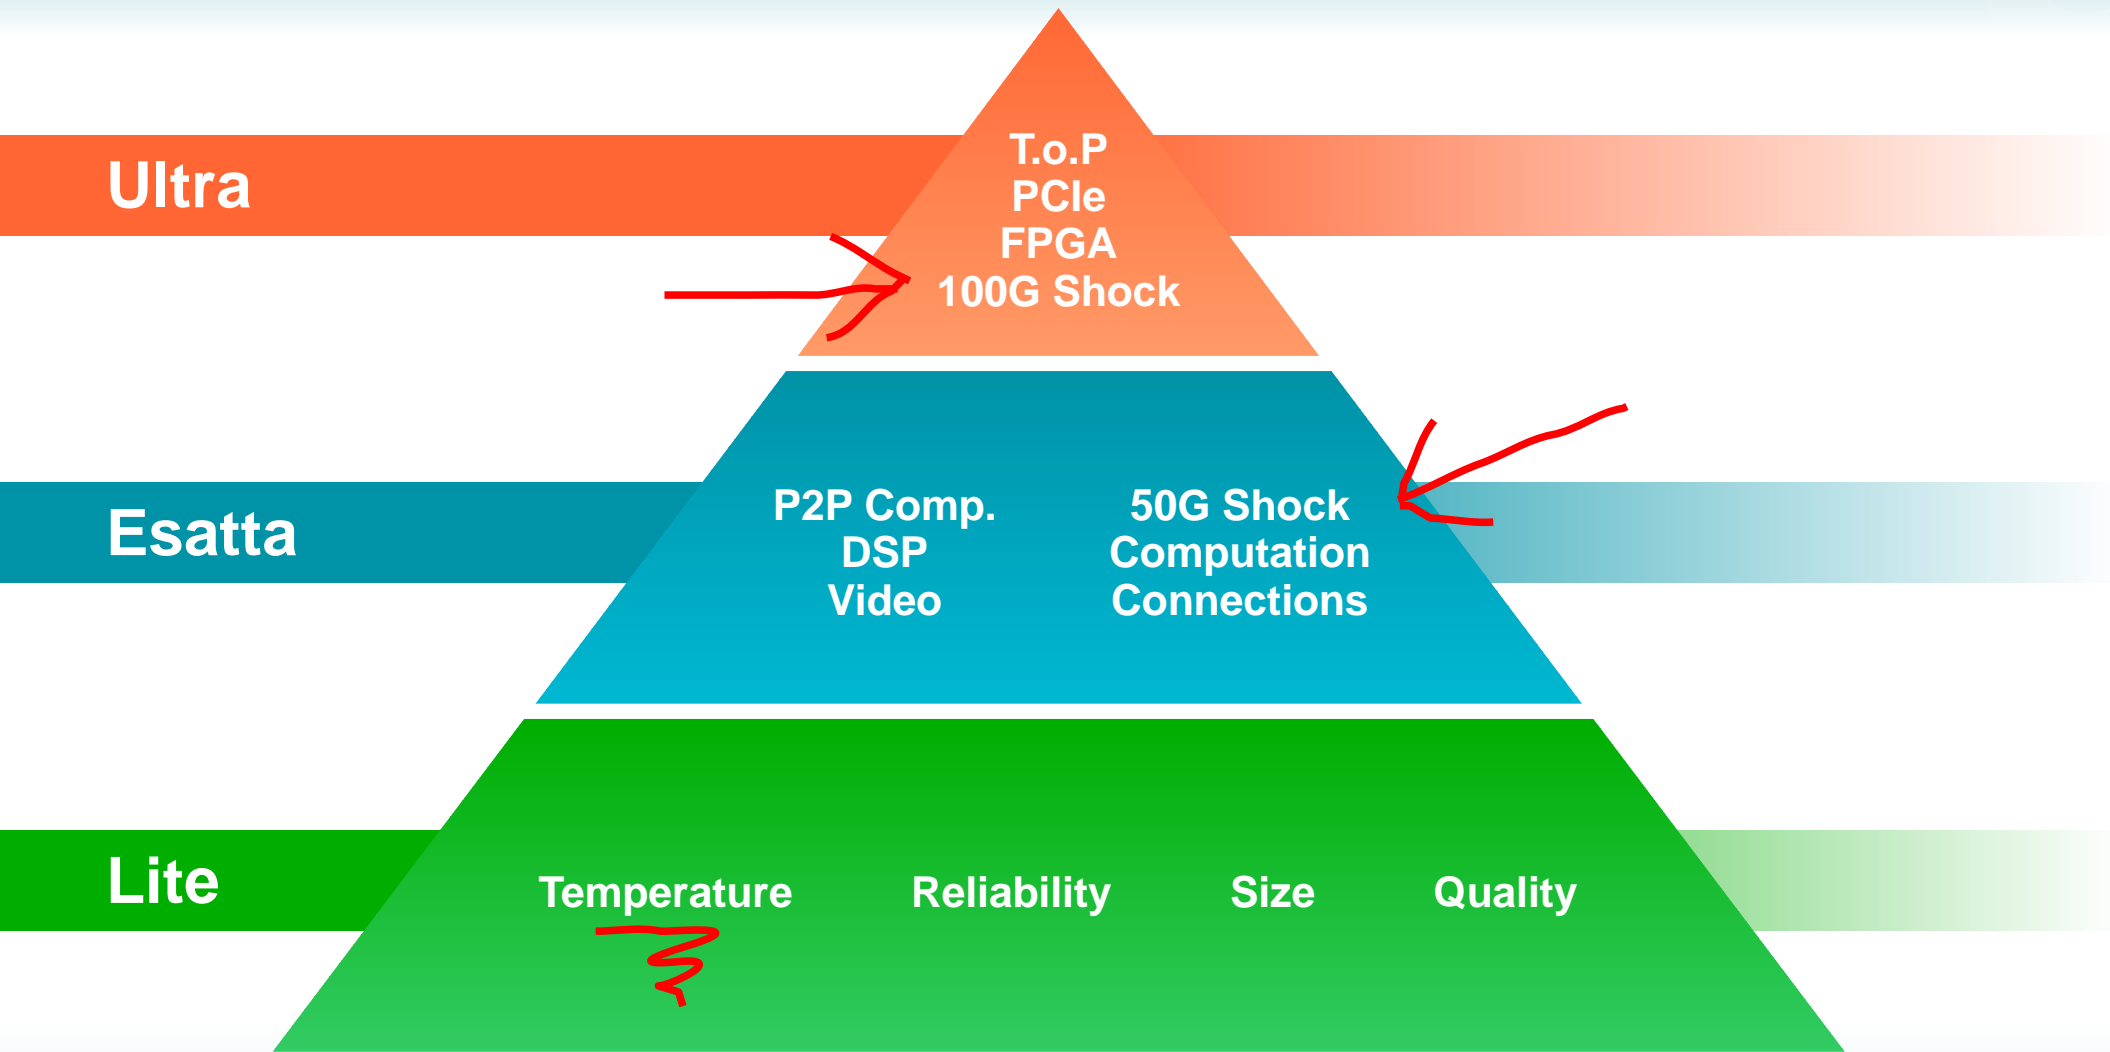 Ultra
T.o.P
PCIe
FPGA
100G Shock
Esatta
P2P Comp.
DSP
Video
50G Shock
Computation
Connections
Lite
Temperature Reliability Size Quality